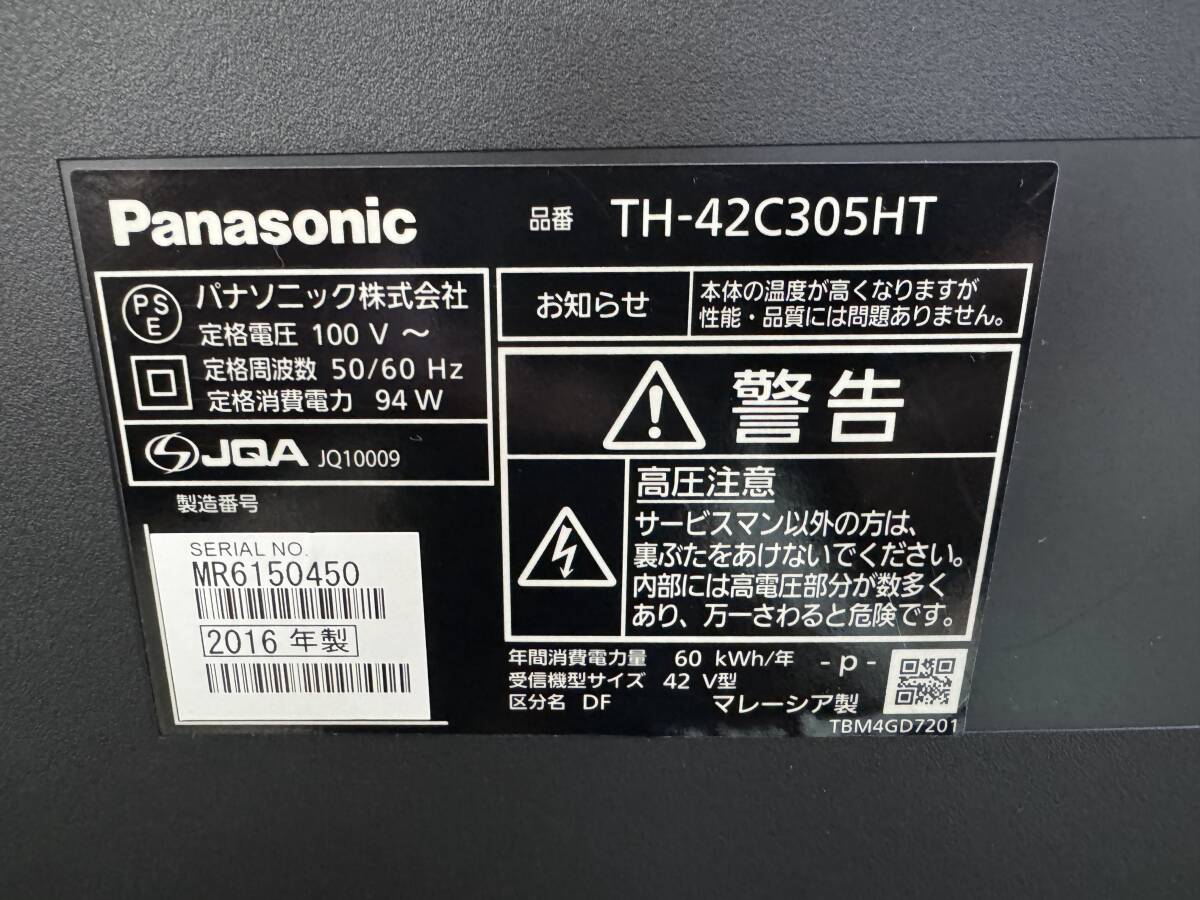 Panasonic
品番 TH-42C305HT
PS
E
パナソニック株式会社
定格電圧 100 V ～
定格周波数 50/60 Hz
定格消費電力 94 W
JQA JQ10009
製造番号
SERIAL NO.
MR6150450
2016 年製
お知らせ
本体の温度が高くなりますが
性能・品質には問題ありません。
警告
高圧注意
サービスマン以外の方は、
裏ぶたをあけないでください。
内部には高電圧部分が数多く
あり、万一さわると危険です。
年間消費電力量 60 kWh/年 - p -
受信機型サイズ 42 V型
区分名 DF マレーシア製
TBM4GD7201